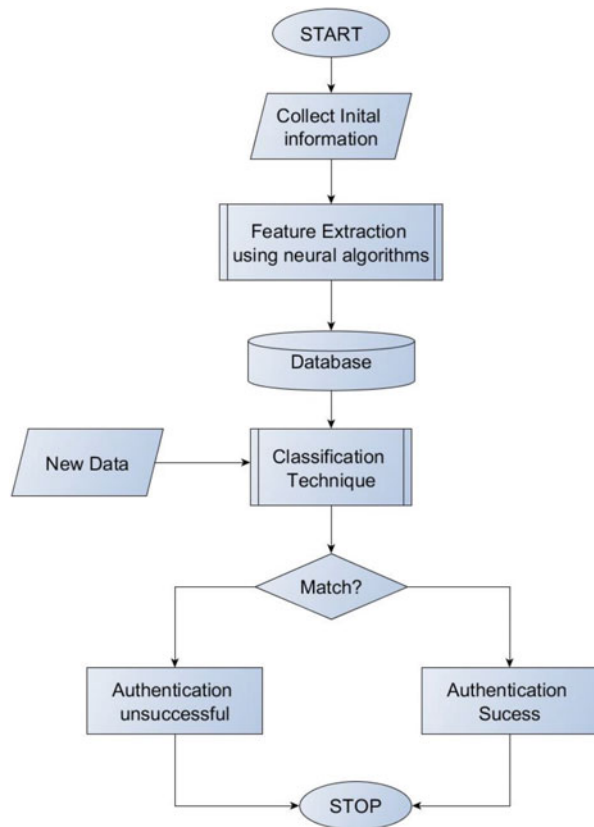 START
Collect Inital
information
Feature Extraction
using neural algorithms
Database
New Data
Classification
Technique
Match?
Authentication
unsuccessful
Authentication
Sucess
STOP